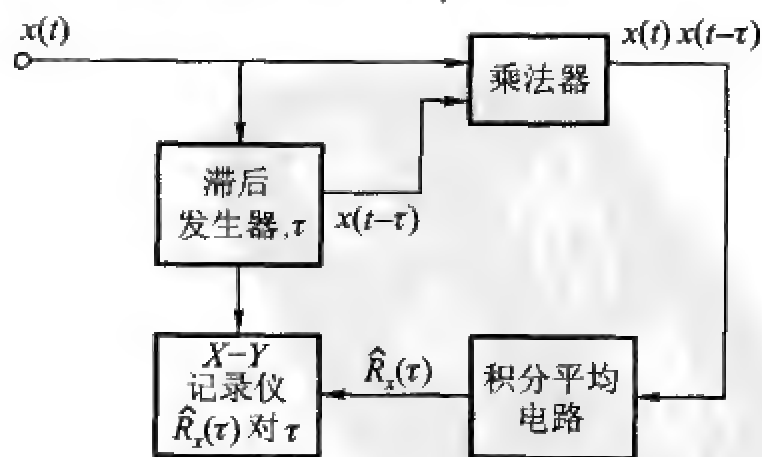 x(t)
x(t) x(t−τ)
乘法器
滞后
发生器,τ
x(t−τ)
X−Y
记录仪
R̂ₓ(τ) 对 τ
R̂ₓ(τ)
积分平均
电路